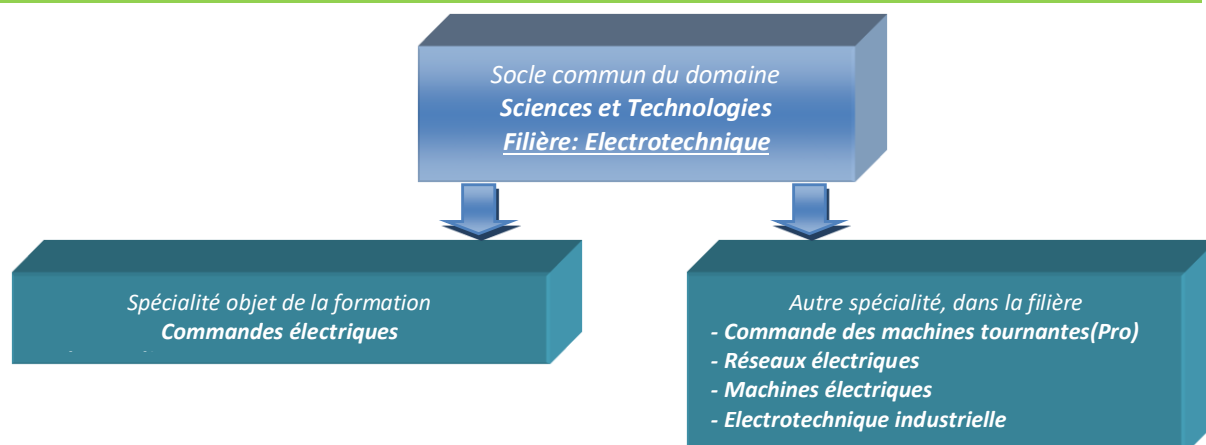 Socle commun du domaine
Sciences et Technologies
Filière: Electrotechnique
Spécialité objet de la formation
Commandes électriques
Autre spécialité, dans la filière
- Commande des machines tournantes(Pro)
- Réseaux électriques
- Machines électriques
- Electrotechnique industrielle